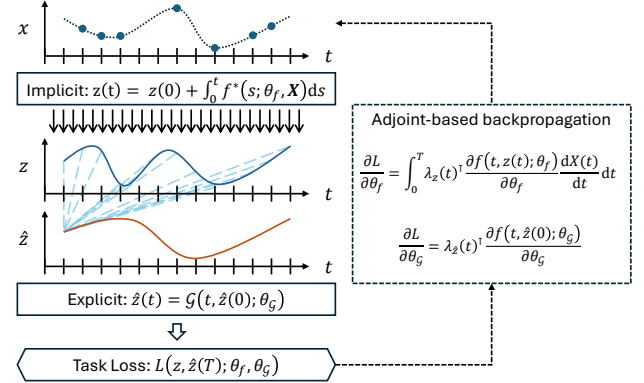 x
t
Implicit: z(t) = z(0) + ∫₀ᵗ f*(s; θ_f, X)ds
z
t
ẑ
t
Explicit: ẑ(t) = 𝒢(t, ẑ(0); θ_𝒢)
Task Loss: L(z, ẑ(T); θ_f, θ_𝒢)
Adjoint-based backpropagation
∂L/∂θ_f = ∫₀ᵀ λ_z(t)ᵀ ∂f(t, z(t); θ_f)/∂θ_f dX(t)/dt dt
∂L/∂θ_𝒢 = λ_ẑ(t)ᵀ ∂f(t, ẑ(0); θ_𝒢)/∂θ_𝒢